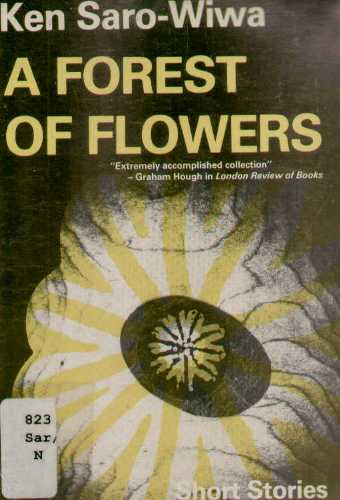 Ken Saro-Wiwa
A FOREST
OF FLOWERS
"Extremely accomplished collection"
– Graham Hough in London Review of Books
823
Sar,
N
Short Stories